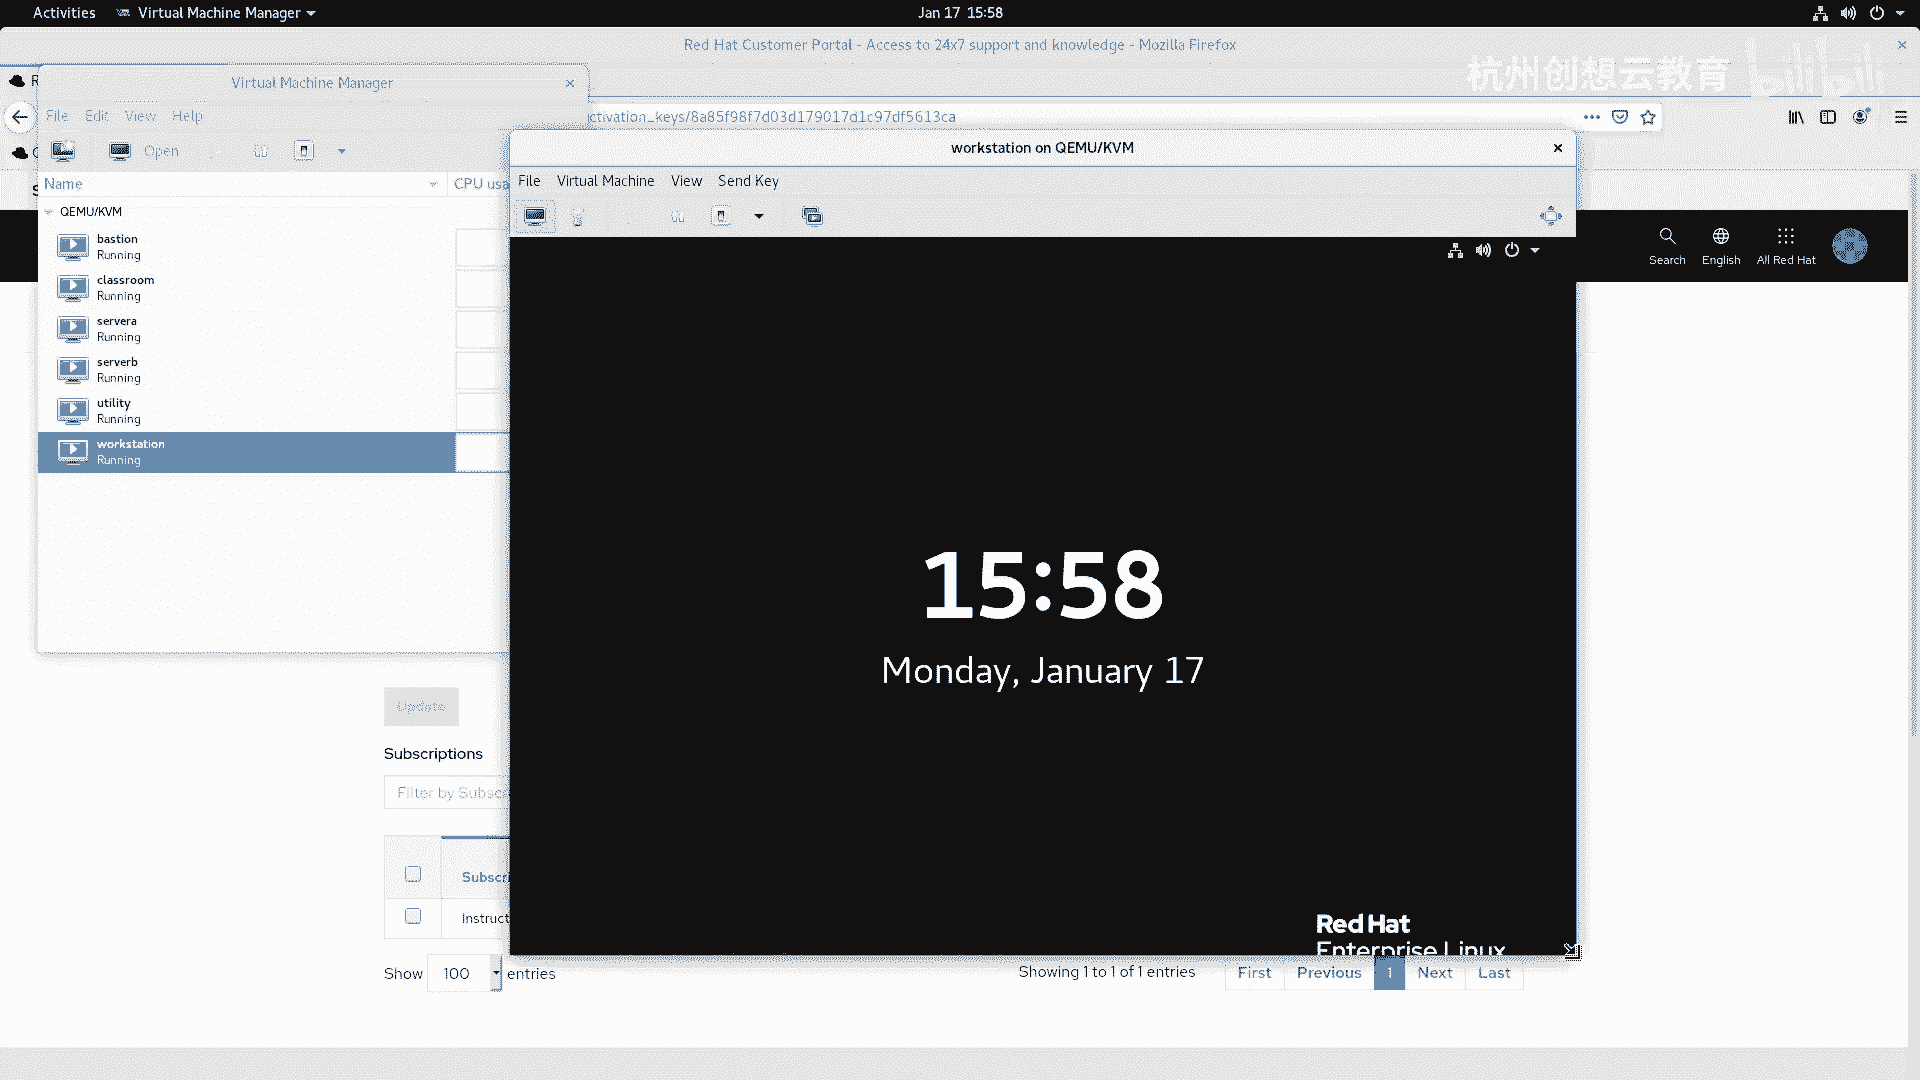 Activities
Virtual Machine Manager
Jan 17 15:58
Red Hat Customer Portal - Access to 24x7 support and knowledge - Mozilla Firefox
杭州创想云教育
bilibili
Virtual Machine Manager
File Edit View Help
ctivation_keys/8a85f98f7d03d179017d1c97df5613ca
Open
Name
CPU usa
QEMU/KVM
bastion
Running
classroom
Running
servera
Running
serverb
Running
utility
Running
workstation
Running
workstation on QEMU/KVM
File Virtual Machine View Send Key
15:58
Monday, January 17
Red Hat
Enterprise Linux
Search
English
All Red Hat
Update
Subscriptions
Filter by Subsc
Subscri
Instruct
Show 100 entries
Showing 1 to 1 of 1 entries
First Previous 1 Next Last